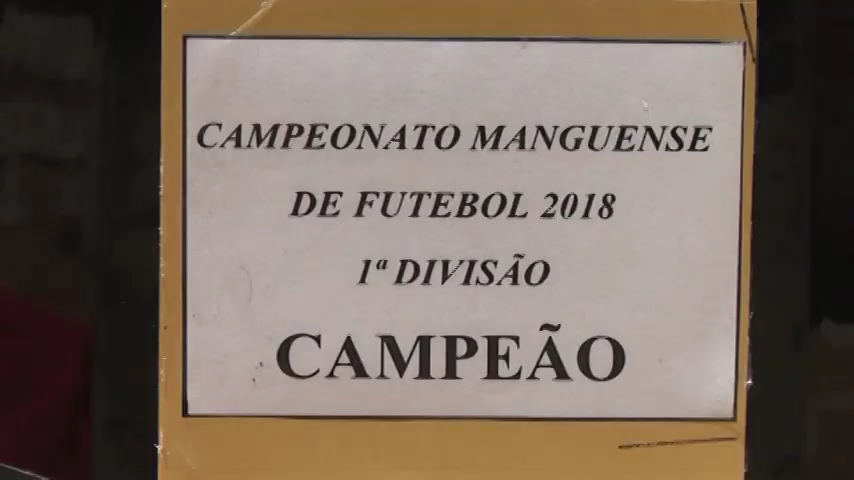 CAMPEONATO MANGUENSE
DE FUTEBOL 2018
1ª DIVISÃO
CAMPEÃO